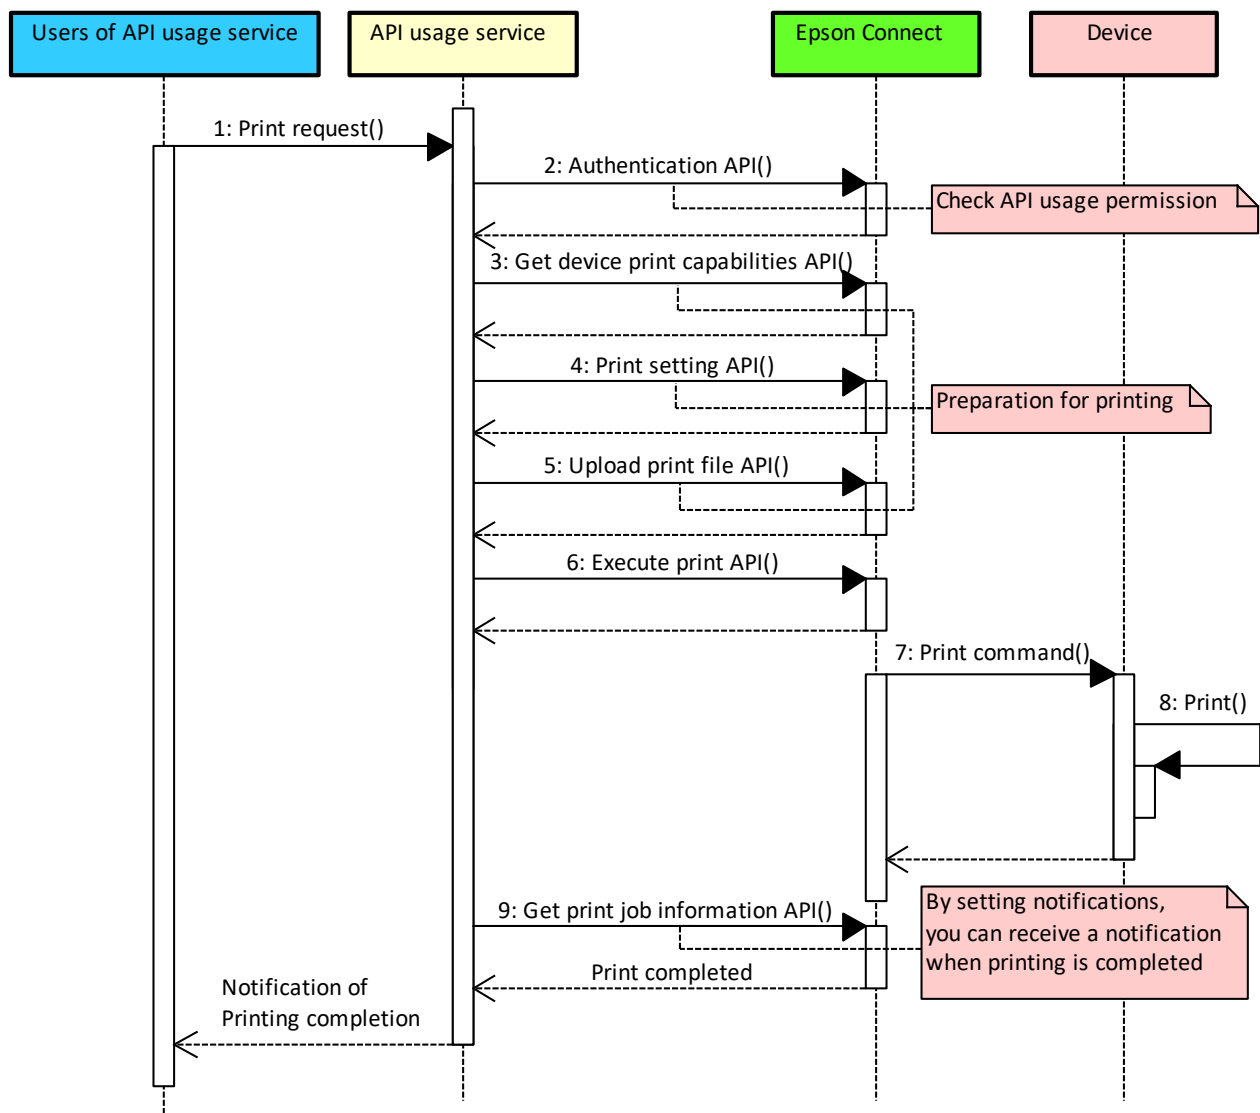 Users of API usage service
API usage service
Epson Connect
Device
1: Print request()
2: Authentication API()
Check API usage permission
3: Get device print capabilities API()
4: Print setting API()
Preparation for printing
5: Upload print file API()
6: Execute print API()
7: Print command()
8: Print()
9: Get print job information API()
By setting notifications,
you can receive a notification
when printing is completed
Print completed
Notification of
Printing completion